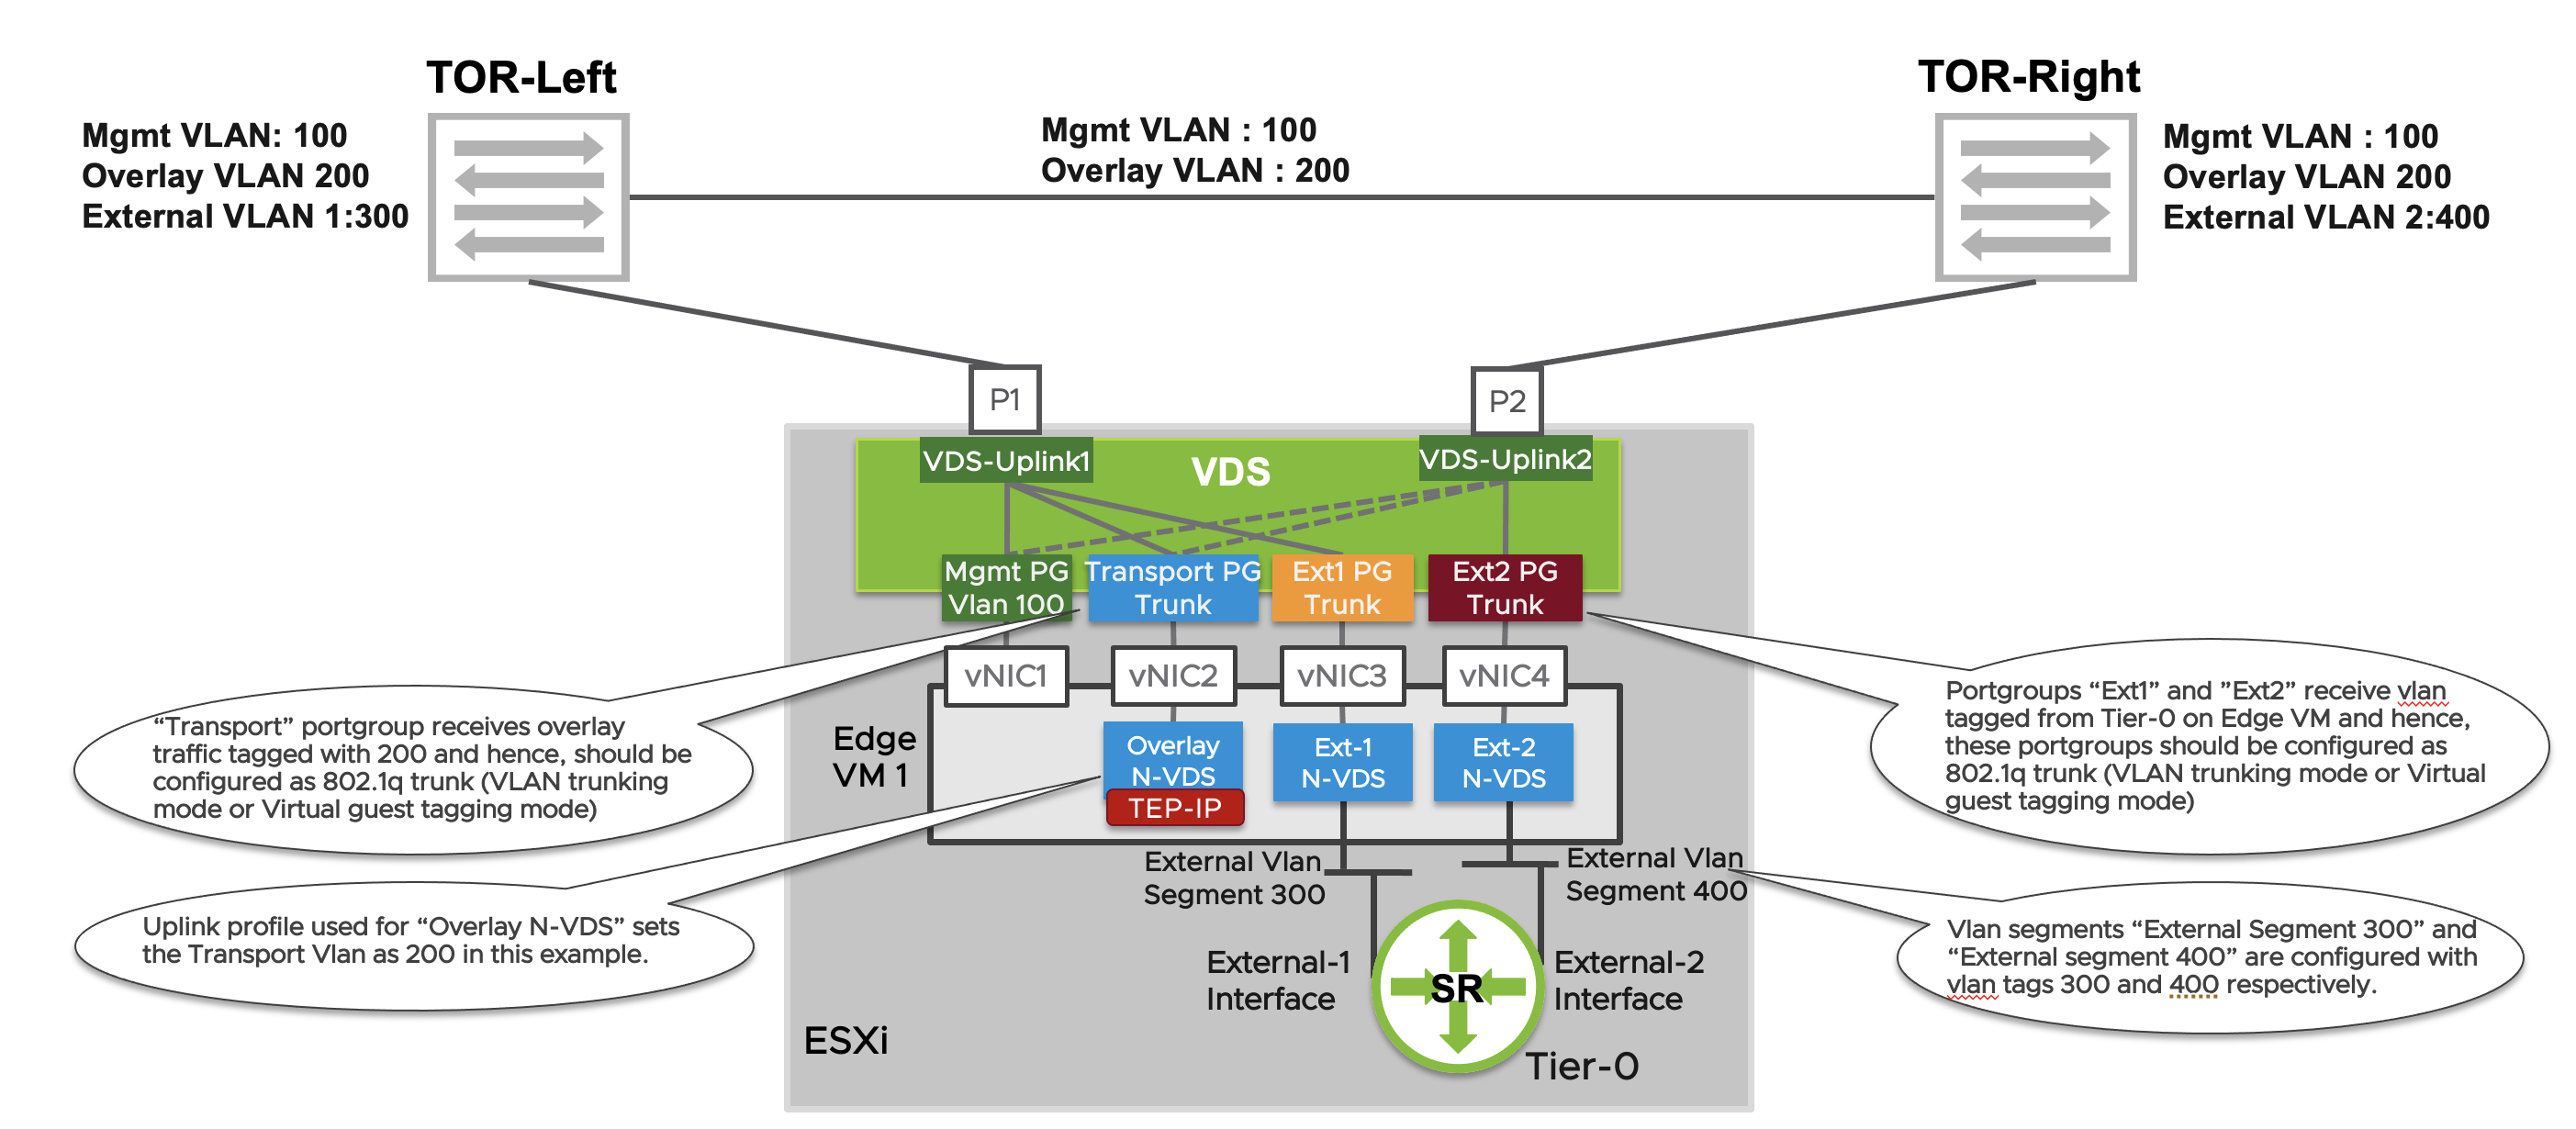 TOR-Left
TOR-Right
Mgmt VLAN: 100
Overlay VLAN 200
External VLAN 1:300
Mgmt VLAN : 100
Overlay VLAN : 200
Mgmt VLAN : 100
Overlay VLAN 200
External VLAN 2:400
P1
P2
VDS-Uplink1
VDS
VDS-Uplink2
Mgmt PG
Vlan 100
Transport PG
Trunk
Ext1 PG
Trunk
Ext2 PG
Trunk
vNIC1
vNIC2
vNIC3
vNIC4
Edge
VM 1
Overlay
N-VDS
TEP-IP
Ext-1
N-VDS
Ext-2
N-VDS
“Transport” portgroup receives overlay
traffic tagged with 200 and hence, should be
configured as 802.1q trunk (VLAN trunking
mode or Virtual guest tagging mode)
Portgroups “Ext1” and ”Ext2” receive vlan
tagged from Tier-0 on Edge VM and hence,
these portgroups should be configured as
802.1q trunk (VLAN trunking mode or Virtual
guest tagging mode)
Uplink profile used for “Overlay N-VDS” sets
the Transport Vlan as 200 in this example.
External Vlan
Segment 300
External Vlan
Segment 400
Vlan segments “External Segment 300” and
“External segment 400” are configured with
vlan tags 300 and 400 respectively.
External-1
Interface
SR
External-2
Interface
ESXi
Tier-0